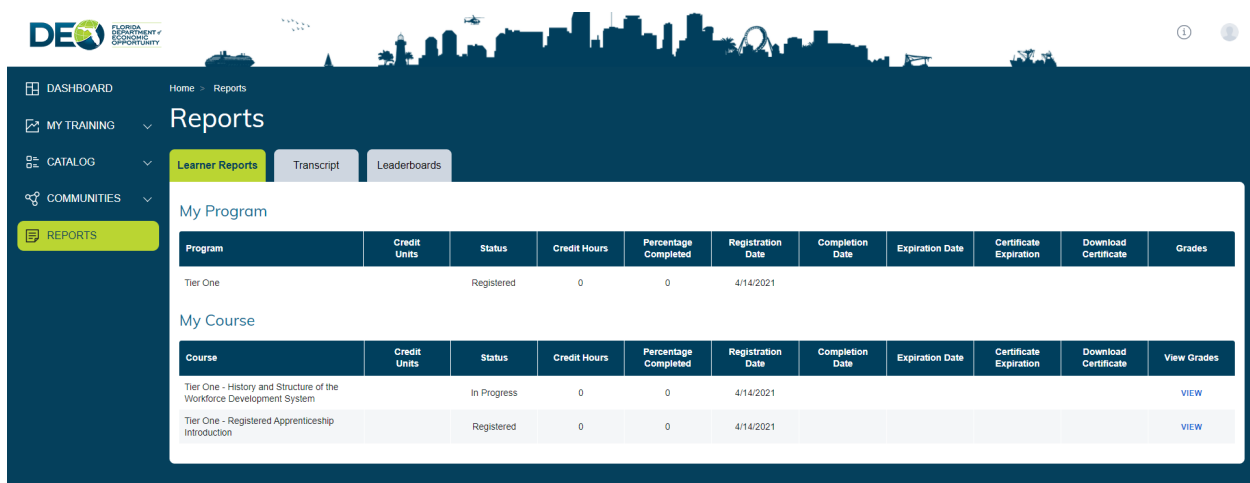 DEO
FLORIDA
DEPARTMENT of
ECONOMIC
OPPORTUNITY
DASHBOARD
MY TRAINING
CATALOG
COMMUNITIES
REPORTS
Home > Reports
Reports
Learner Reports Transcript Leaderboards
My Program
Program Credit Units Status Credit Hours Percentage Completed Registration Date Completion Date Expiration Date Certificate Expiration Download Certificate Grades
Tier One Registered 0 0 4/14/2021
My Course
Course Credit Units Status Credit Hours Percentage Completed Registration Date Completion Date Expiration Date Certificate Expiration Download Certificate View Grades
Tier One - History and Structure of the
Workforce Development System In Progress 0 0 4/14/2021 VIEW
Tier One - Registered Apprenticeship
Introduction Registered 0 0 4/14/2021 VIEW